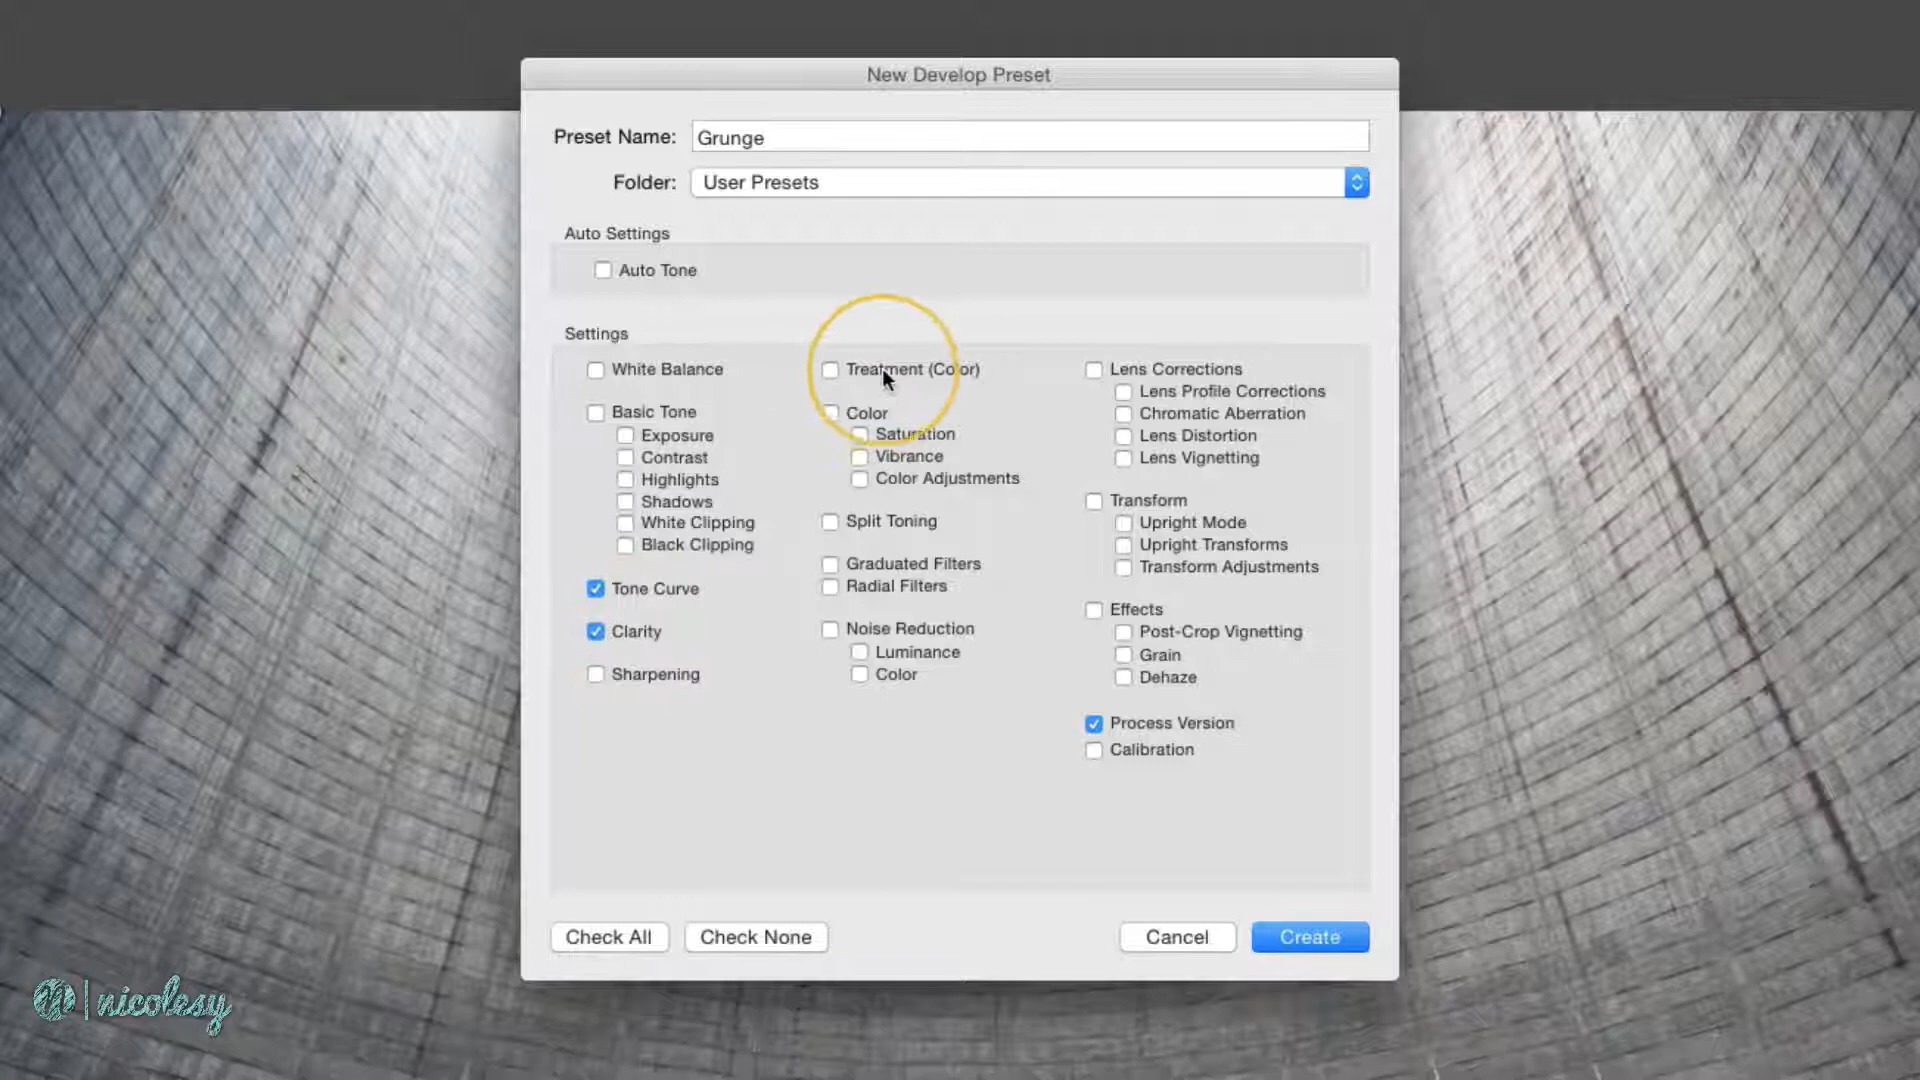 New Develop Preset
Preset Name: Grunge
Folder: User Presets
Auto Settings
Auto Tone
Settings
White Balance
Basic Tone
Exposure
Contrast
Highlights
Shadows
White Clipping
Black Clipping
Tone Curve
Clarity
Sharpening
Treatment (Color)
Color
Saturation
Vibrance
Color Adjustments
Split Toning
Graduated Filters
Radial Filters
Noise Reduction
Luminance
Color
Lens Corrections
Lens Profile Corrections
Chromatic Aberration
Lens Distortion
Lens Vignetting
Transform
Upright Mode
Upright Transforms
Transform Adjustments
Effects
Post-Crop Vignetting
Grain
Dehaze
Process Version
Calibration
Check All
Check None
Cancel
Create
nicolesy